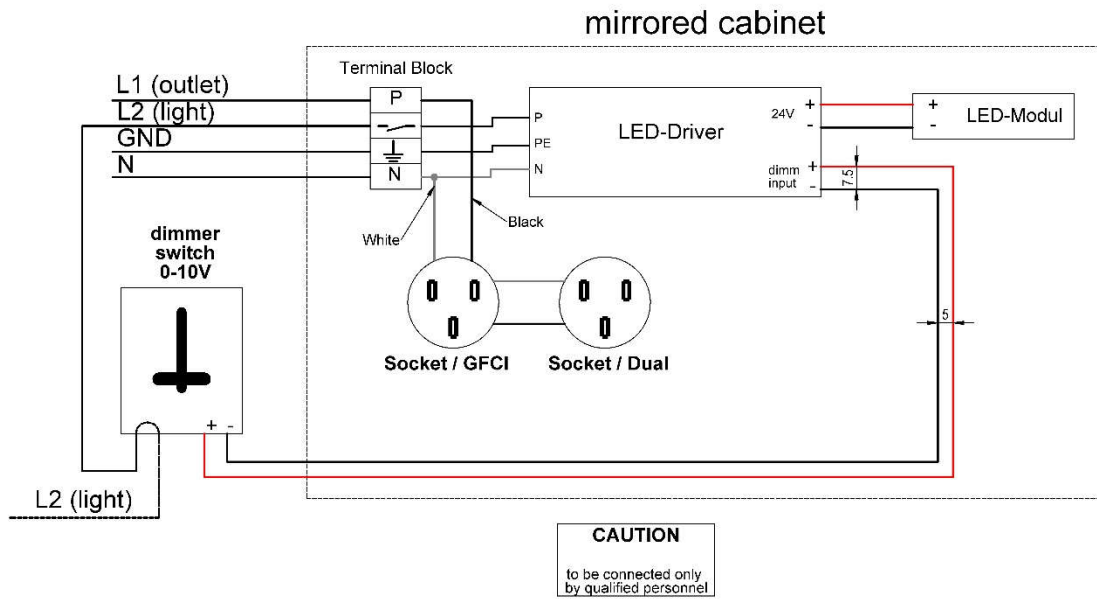 mirrored cabinet
Terminal Block
L1 (outlet)
P
L2 (light)
GND
N
N
P
PE
N
LED-Driver
24V
+
-
dimm
input
+
-
7.5
+
-
LED-Modul
White
Black
dimmer
switch
0-10V
+ -
Socket / GFCI
Socket / Dual
5
L2 (light)
CAUTION
to be connected only
by qualified personnel